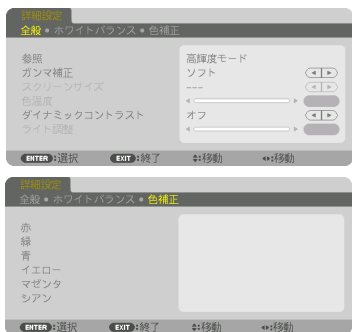 詳細設定
全般 • ホワイトバランス • 色補正
参照 高輝度モード
ガンマ補正 ソフト
スクリーンサイズ ---
色温度
ダイナミックコントラスト オフ
ライト調整
ENTER:選択 EXIT:終了 :移動 :移動
詳細設定
全般 • ホワイトバランス • 色補正
赤
緑
青
イエロー
マゼンタ
シアン
ENTER:選択 EXIT:終了 :移動 :移動